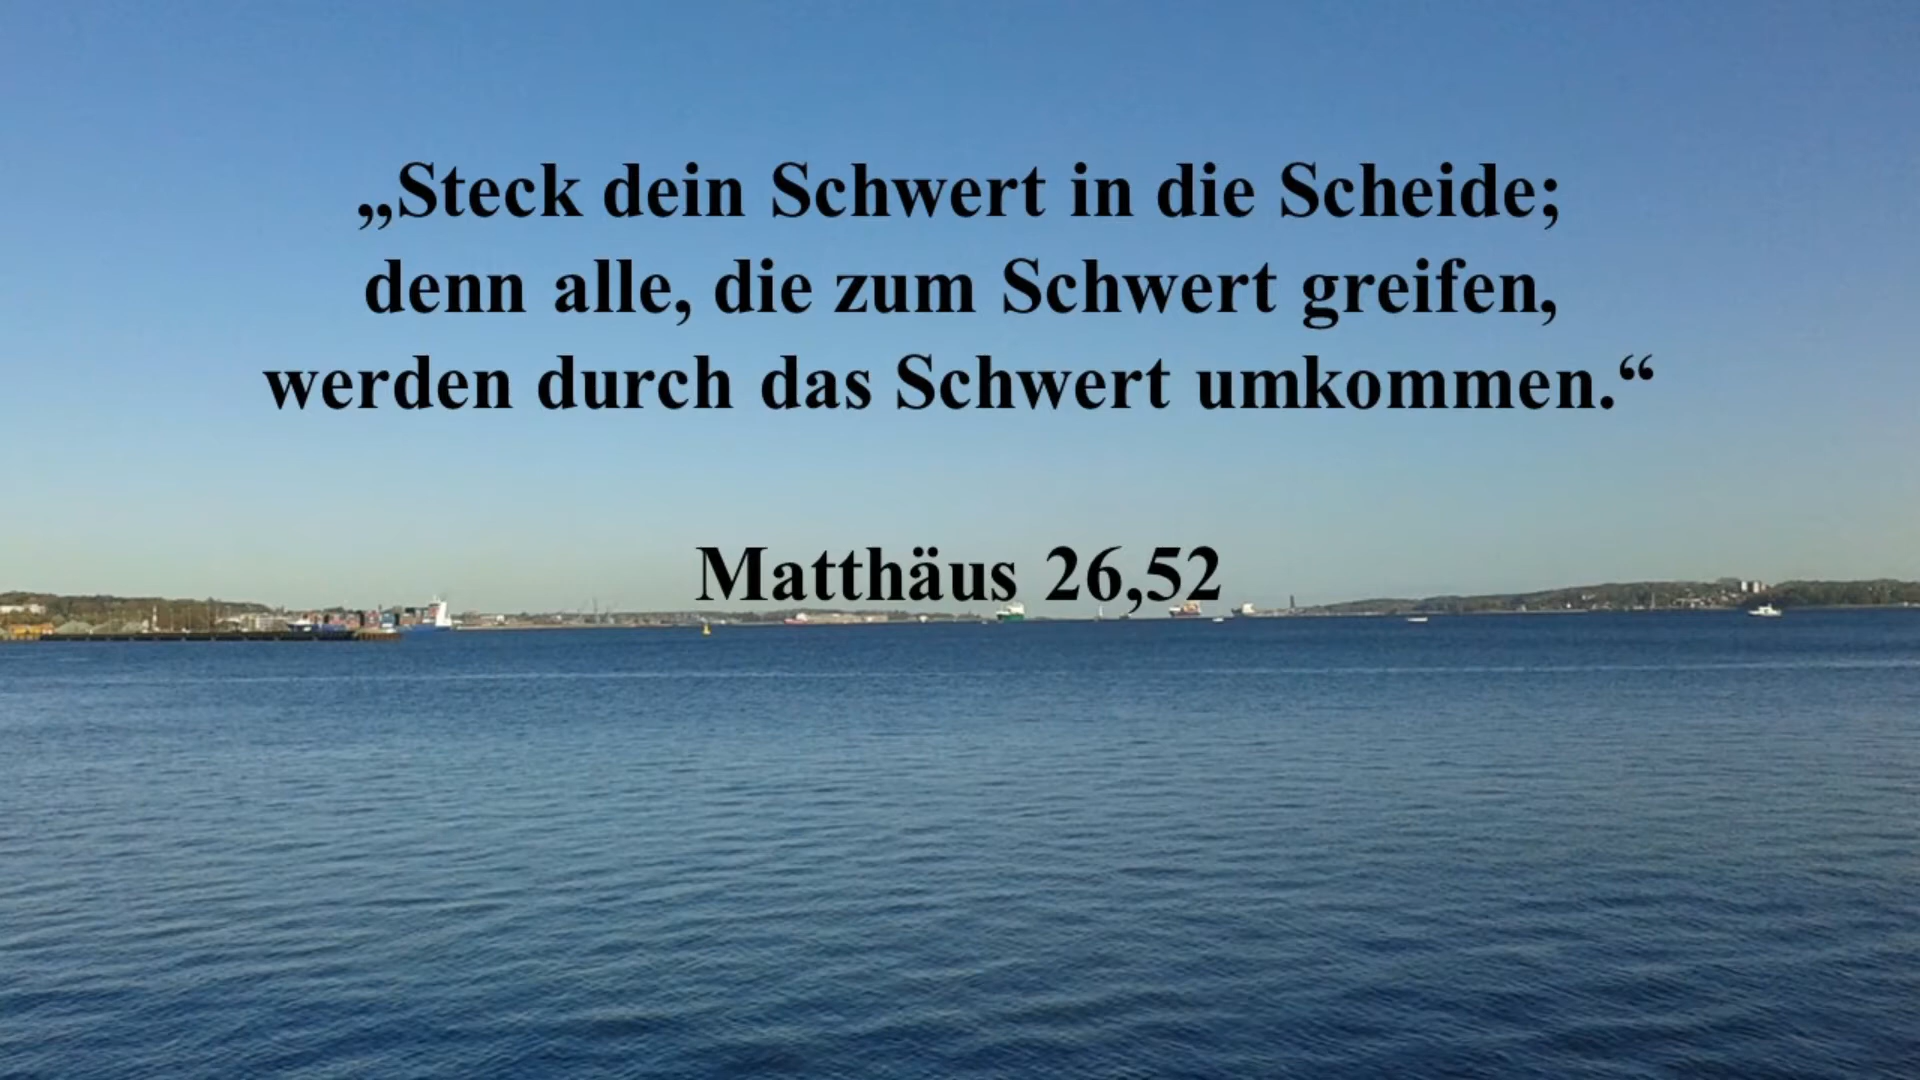 „Steck dein Schwert in die Scheide;
denn alle, die zum Schwert greifen,
werden durch das Schwert umkommen.“
Matthäus 26,52